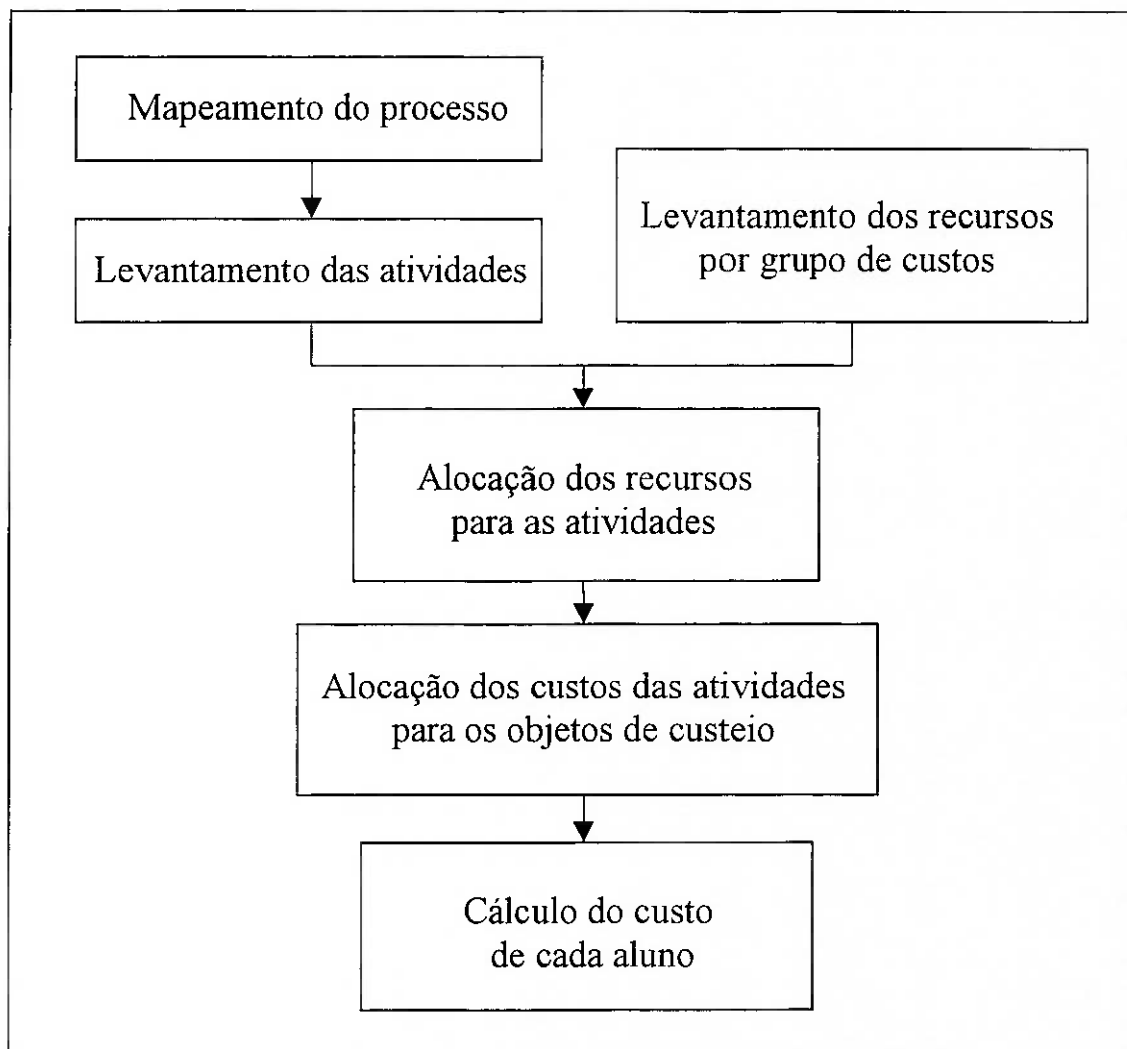 Mapeamento do processo
Levantamento das atividades
Levantamento dos recursos
por grupo de custos
Alocação dos recursos
para as atividades
Alocação dos custos das atividades
para os objetos de custeio
Cálculo do custo
de cada aluno